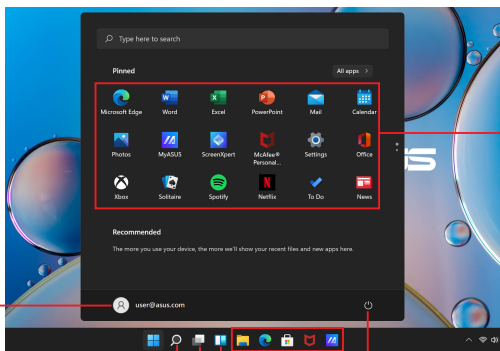 Type here to search
Pinned
All apps >
Microsoft Edge
Word
Excel
PowerPoint
Mail
Calendar
Photos
MyASUS
ScreenXpert
McAfee®
Personal...
Settings
Office
Xbox
Solitaire
Spotify
Netflix
To Do
News
Recommended
The more you use your device, the more we'll show your recent files and new apps here.
user@asus.com